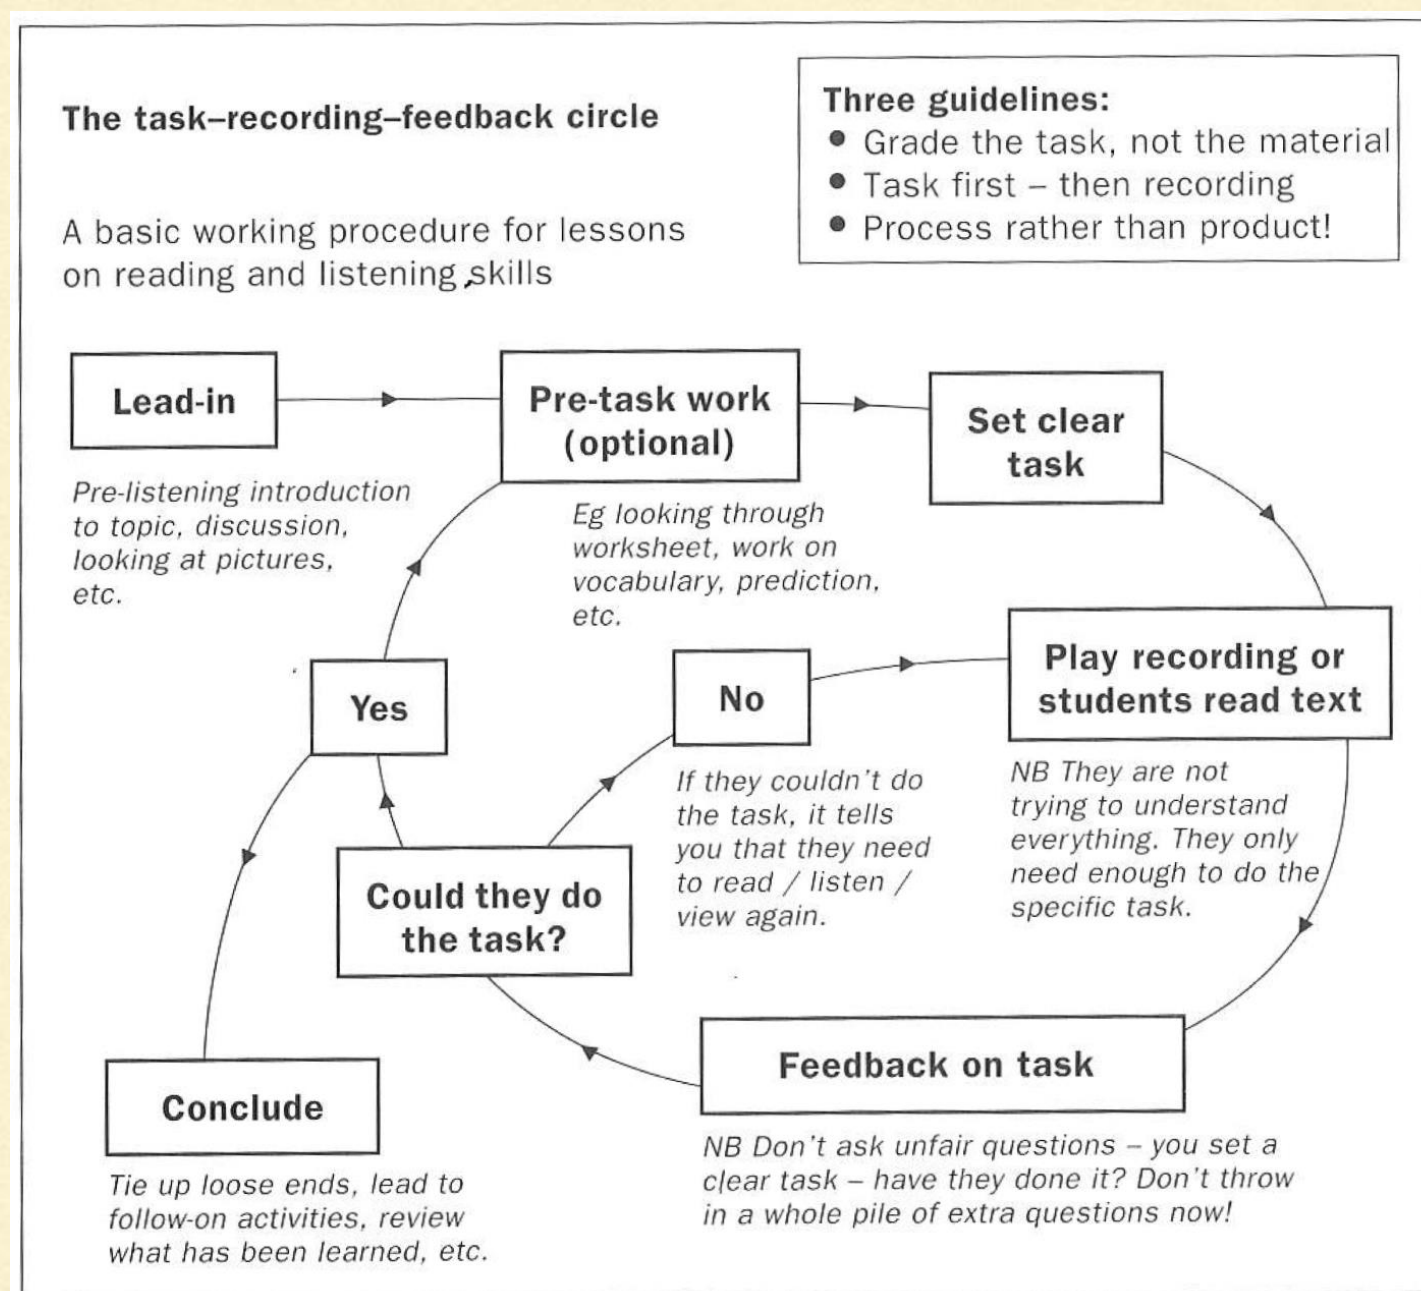 The task–recording–feedback circle
A basic working procedure for lessons
on reading and listening skills
Three guidelines:
● Grade the task, not the material
● Task first – then recording
● Process rather than product!
Lead-in
Pre-listening introduction
to topic, discussion,
looking at pictures,
etc.
Pre-task work
(optional)
Eg looking through
worksheet, work on
vocabulary, prediction,
etc.
Set clear
task
Play recording or
students read text
NB They are not
trying to understand
everything. They only
need enough to do the
specific task.
Feedback on task
NB Don't ask unfair questions – you set a
clear task – have they done it? Don't throw
in a whole pile of extra questions now!
Could they do
the task?
No
If they couldn't do
the task, it tells
you that they need
to read / listen /
view again.
Yes
Conclude
Tie up loose ends, lead to
follow-on activities, review
what has been learned, etc.